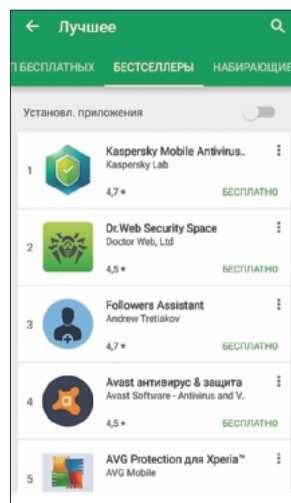 Лучшее
П БЕСПЛАТНЫХ БЕСТСЕЛЛЕРЫ НАБИРАЮЩИЕ
Установл. приложения
1
Kaspersky Mobile Antivirus..
Kaspersky Lab
4,7 ★
БЕСПЛАТНО
2
Dr.Web Security Space
Doctor Web, Ltd
4,5 ★
БЕСПЛАТНО
3
Followers Assistant
Andrew Tretiakov
4,7 ★
БЕСПЛАТНО
4
Avast антивирус & защита
Avast Software - Antivirus and V.
4,5 ★
БЕСПЛАТНО
5
AVG Protection для Xperia™
AVG Mobile